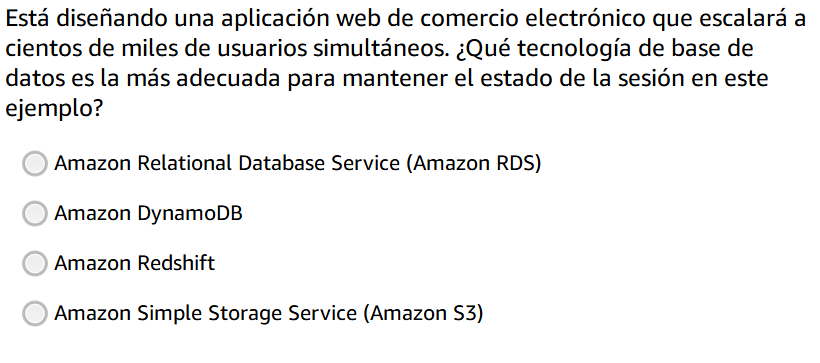 Está diseñando una aplicación web de comercio electrónico que escalará a
cientos de miles de usuarios simultáneos. ¿Qué tecnología de base de
datos es la más adecuada para mantener el estado de la sesión en este
ejemplo?
Amazon Relational Database Service (Amazon RDS)
Amazon DynamoDB
Amazon Redshift
Amazon Simple Storage Service (Amazon S3)